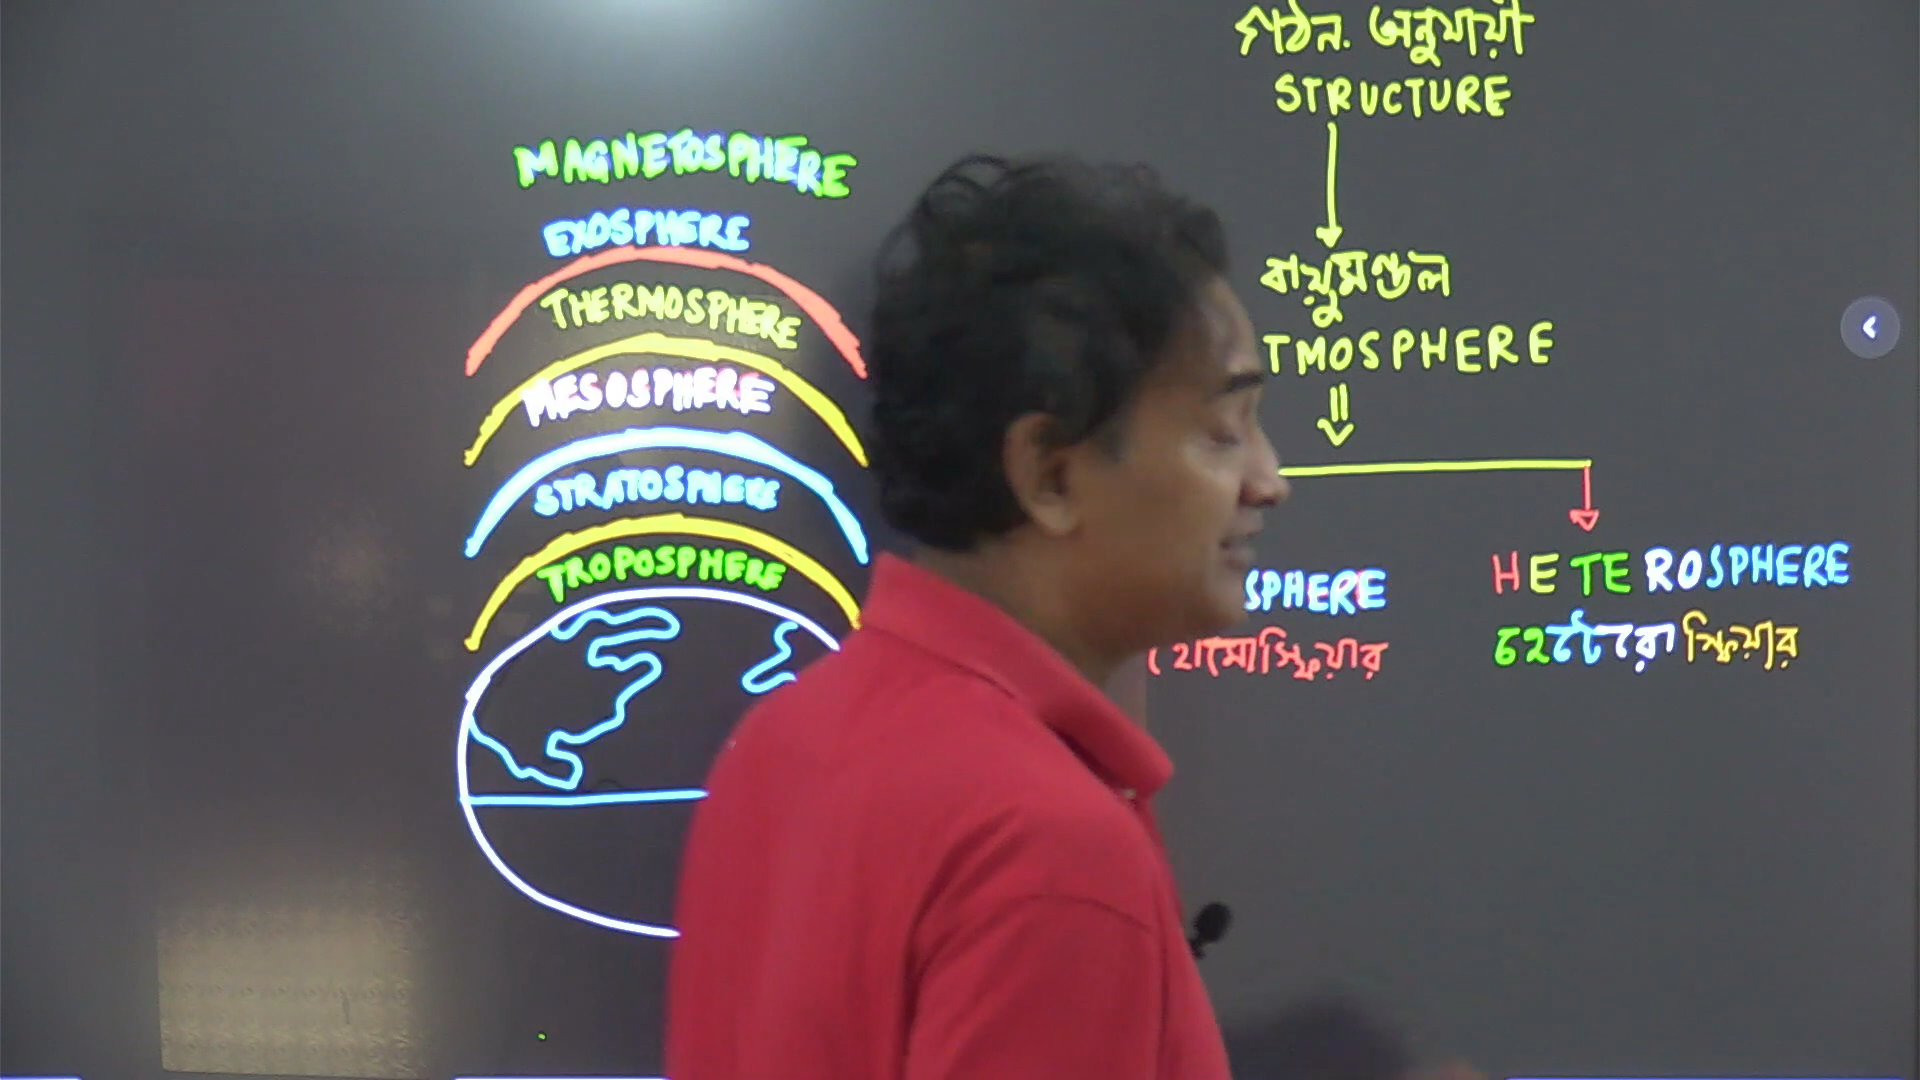 MAGNETOSPHERE
EXOSPHERE
THERMOSPHERE
MESOSPHERE
STRATOSPHERE
TROPOSPHERE
গঠন অনুযায়ী
STRUCTURE
বায়ুমণ্ডল
TMOSPHERE
SPHERE
হোমোস্ফিয়ার
HETEROSPHERE
হেটেরোস্ফিয়ার